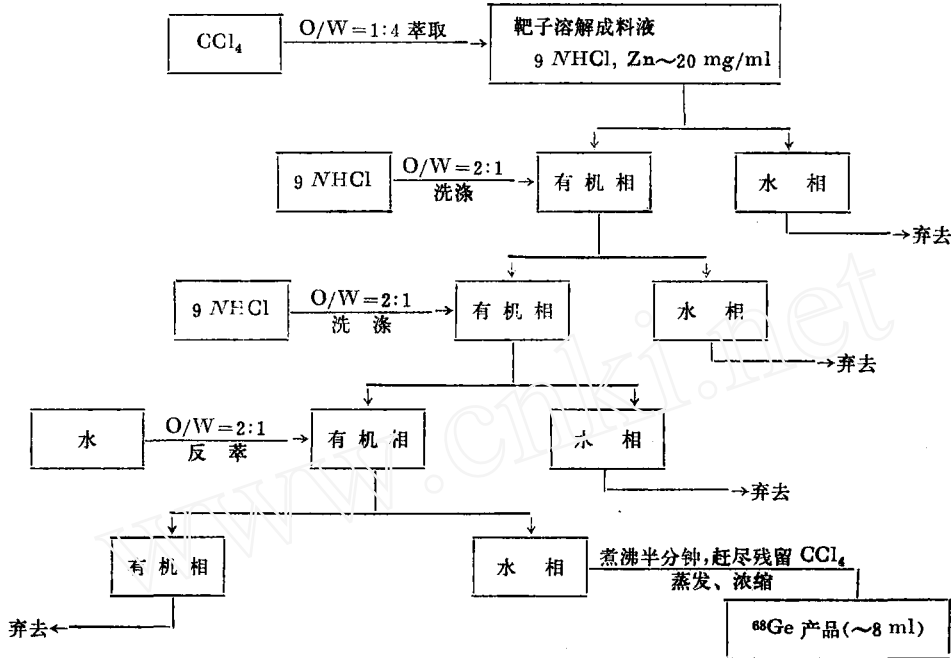 CCl₄
O/W=1:4 萃取
靶子溶解成料液
9 NHCl, Zn~20 mg/ml
9 NHCl
O/W=2:1
洗涤
有机相
水 相
弃去
9 NHCl
O/W=2:1
洗 涤
有机相
水 相
弃去
水
O/W=2:1
反 萃
有机相
水 相
弃去
有机相
水 相
煮沸半分钟,赶尽残留 CCl₄
蒸发、浓缩
弃去
⁶⁸Ge 产品(~8 ml)
www.cnki.net